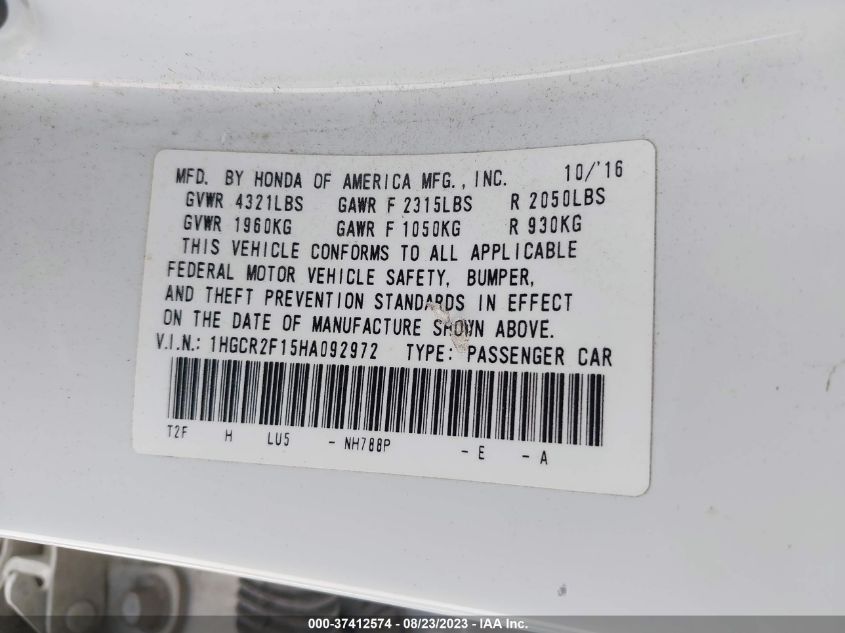 MFD. BY HONDA OF AMERICA MFG., INC. 10/'16
GVWR 4321LBS GAWR F 2315LBS R 2050LBS
GVWR 1960KG GAWR F 1050KG R 930KG
THIS VEHICLE CONFORMS TO ALL APPLICABLE
FEDERAL MOTOR VEHICLE SAFETY, BUMPER,
AND THEFT PREVENTION STANDARDS IN EFFECT
ON THE DATE OF MANUFACTURE SHOWN ABOVE.
V.I.N.: 1HGCR2F15HA092972 TYPE: PASSENGER CAR
T2F H LU5 - NH788P - E - A
000-37412574 - 08/23/2023 - IAA Inc.